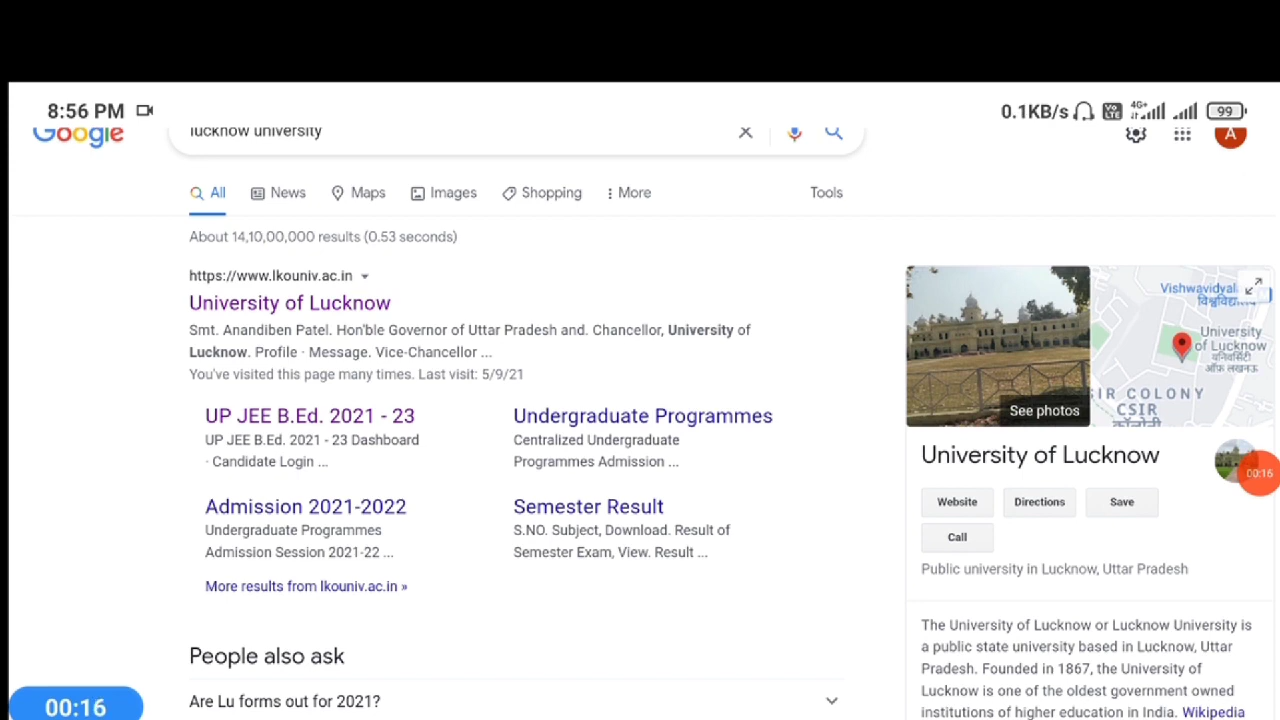 8:56 PM
0.1KB/s
Vo LTE
4G+
99
Google
lucknow university
A
All
News
Maps
Images
Shopping
More
Tools
About 14,10,00,000 results (0.53 seconds)
https://www.lkouniv.ac.in
University of Lucknow
Smt. Anandiben Patel. Hon'ble Governor of Uttar Pradesh and. Chancellor, University of
Lucknow. Profile · Message. Vice-Chancellor ...
You've visited this page many times. Last visit: 5/9/21
UP JEE B.Ed. 2021 - 23
UP JEE B.Ed. 2021 - 23 Dashboard
· Candidate Login ...
Undergraduate Programmes
Centralized Undergraduate
Programmes Admission ...
Admission 2021-2022
Undergraduate Programmes
Admission Session 2021-22 ...
Semester Result
S.NO. Subject, Download. Result of
Semester Exam, View. Result ...
More results from lkouniv.ac.in »
People also ask
Are Lu forms out for 2021?
00:16
See photos
University
of Lucknow
यूनिवर्सिटी
ऑफ़ लखनऊ
COLONY
CSIR
University of Lucknow
00:16
Website
Directions
Save
Call
Public university in Lucknow, Uttar Pradesh
The University of Lucknow or Lucknow University is
a public state university based in Lucknow, Uttar
Pradesh. Founded in 1867, the University of
Lucknow is one of the oldest government owned
institutions of higher education in India. Wikipedia